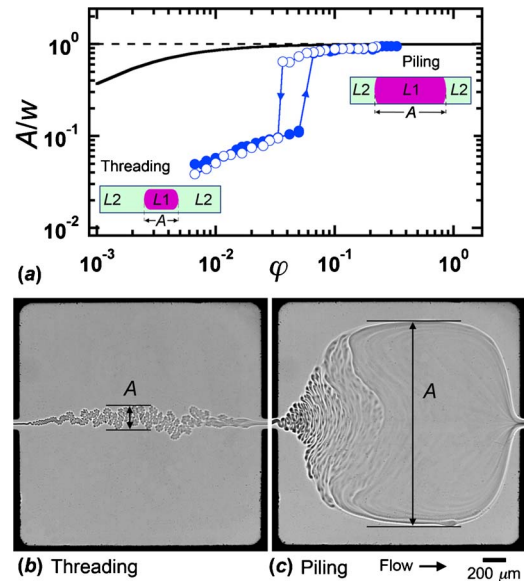 A/w
10⁰
10⁻¹
10⁻²
Piling
L2 L1 L2
A
Threading
L2 L1 L2
A
(a)
10⁻³ 10⁻² 10⁻¹ 10⁰
φ
A
A
(b) Threading
(c) Piling
Flow
200 μm